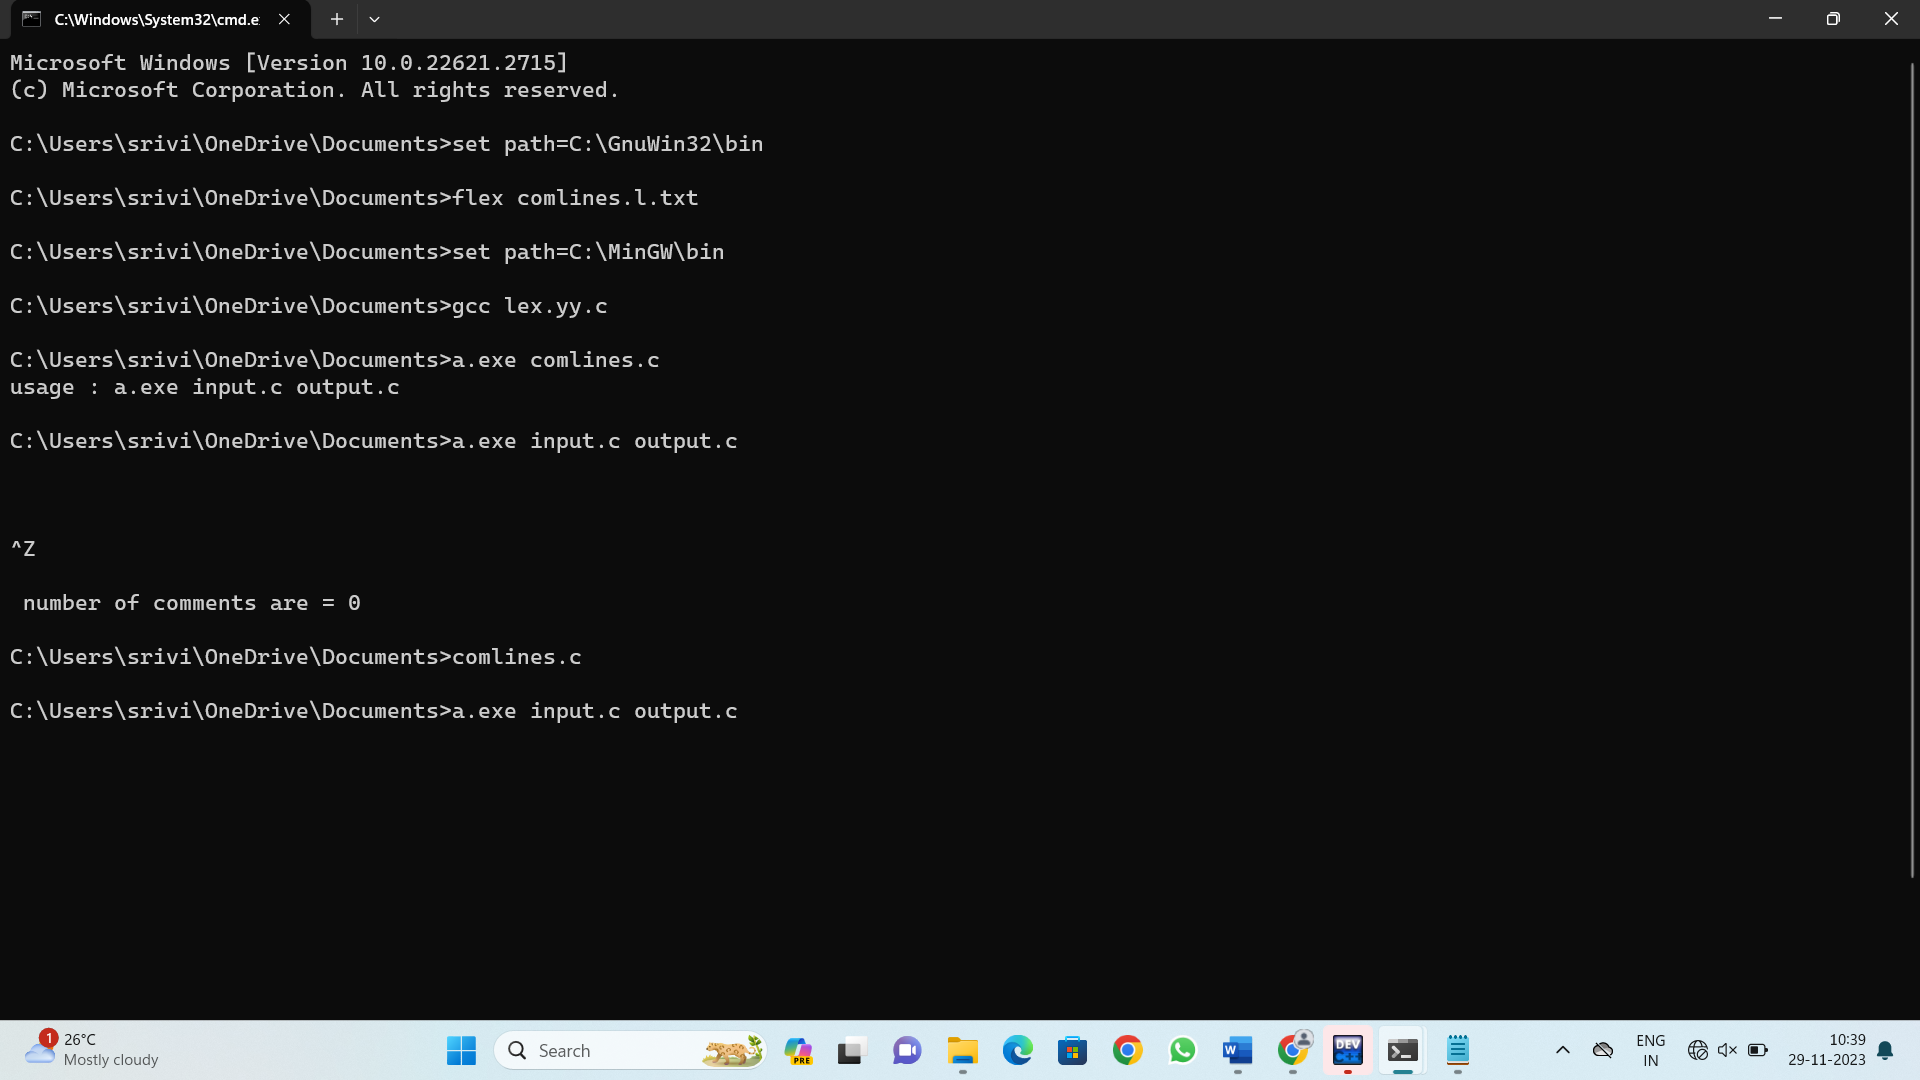 C:\Windows\System32\cmd.e
Microsoft Windows [Version 10.0.22621.2715]
(c) Microsoft Corporation. All rights reserved.
C:\Users\srivi\OneDrive\Documents>set path=C:\GnuWin32\bin
C:\Users\srivi\OneDrive\Documents>flex comlines.l.txt
C:\Users\srivi\OneDrive\Documents>set path=C:\MinGW\bin
C:\Users\srivi\OneDrive\Documents>gcc lex.yy.c
C:\Users\srivi\OneDrive\Documents>a.exe comlines.c
usage : a.exe input.c output.c
C:\Users\srivi\OneDrive\Documents>a.exe input.c output.c
^Z
number of comments are = 0
C:\Users\srivi\OneDrive\Documents>comlines.c
C:\Users\srivi\OneDrive\Documents>a.exe input.c output.c
1
26°C
Mostly cloudy
Search
PRE
W
DEV
C++
ENG
IN
10:39
29-11-2023